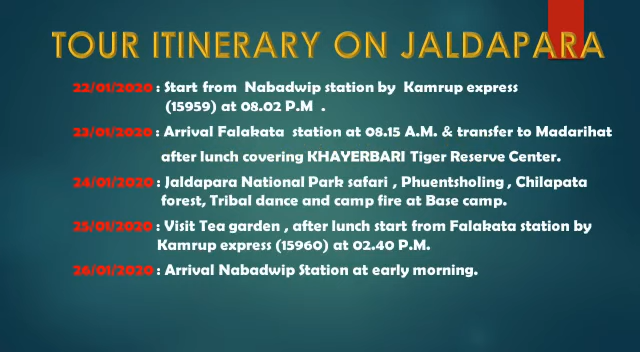 TOUR ITINERARY ON JALDAPARA
22/01/2020 : Start from Nabadwip station by Kamrup express
(15959) at 08.02 P.M .
23/01/2020 : Arrival Falakata station at 08.15 A.M. & transfer to Madarihat
after lunch covering KHAYERBARI Tiger Reserve Center.
24/01/2020 : Jaldapara National Park safari , Phuentsholing , Chilapata
forest, Tribal dance and camp fire at Base camp.
25/01/2020 : Visit Tea garden , after lunch start from Falakata station by
Kamrup express (15960) at 02.40 P.M.
26/01/2020 : Arrival Nabadwip Station at early morning.